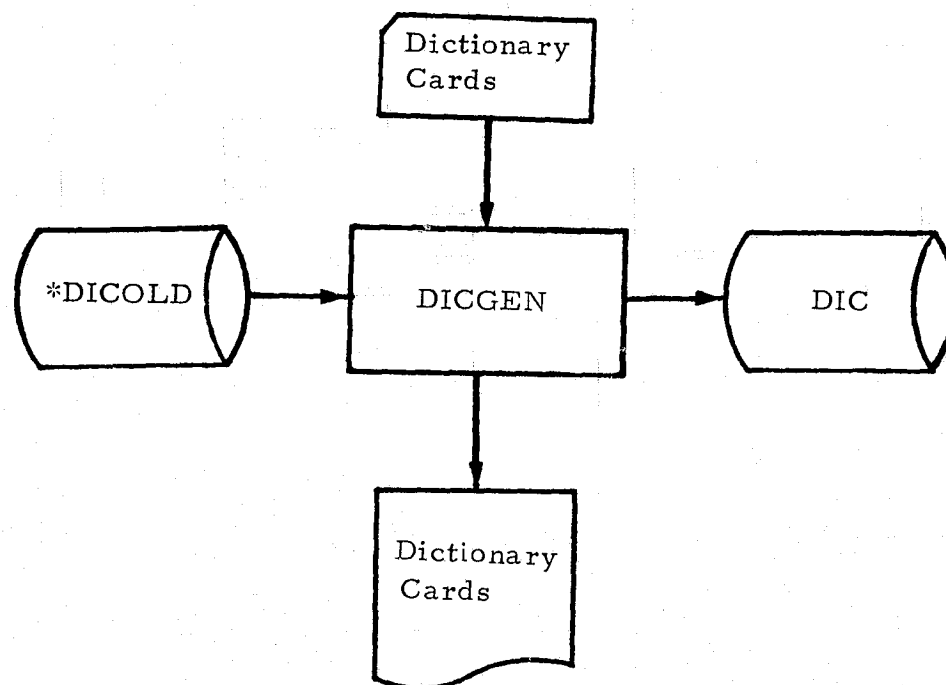 Dictionary
Cards
*DICOLD
DICGEN
DIC
Dictionary
Cards